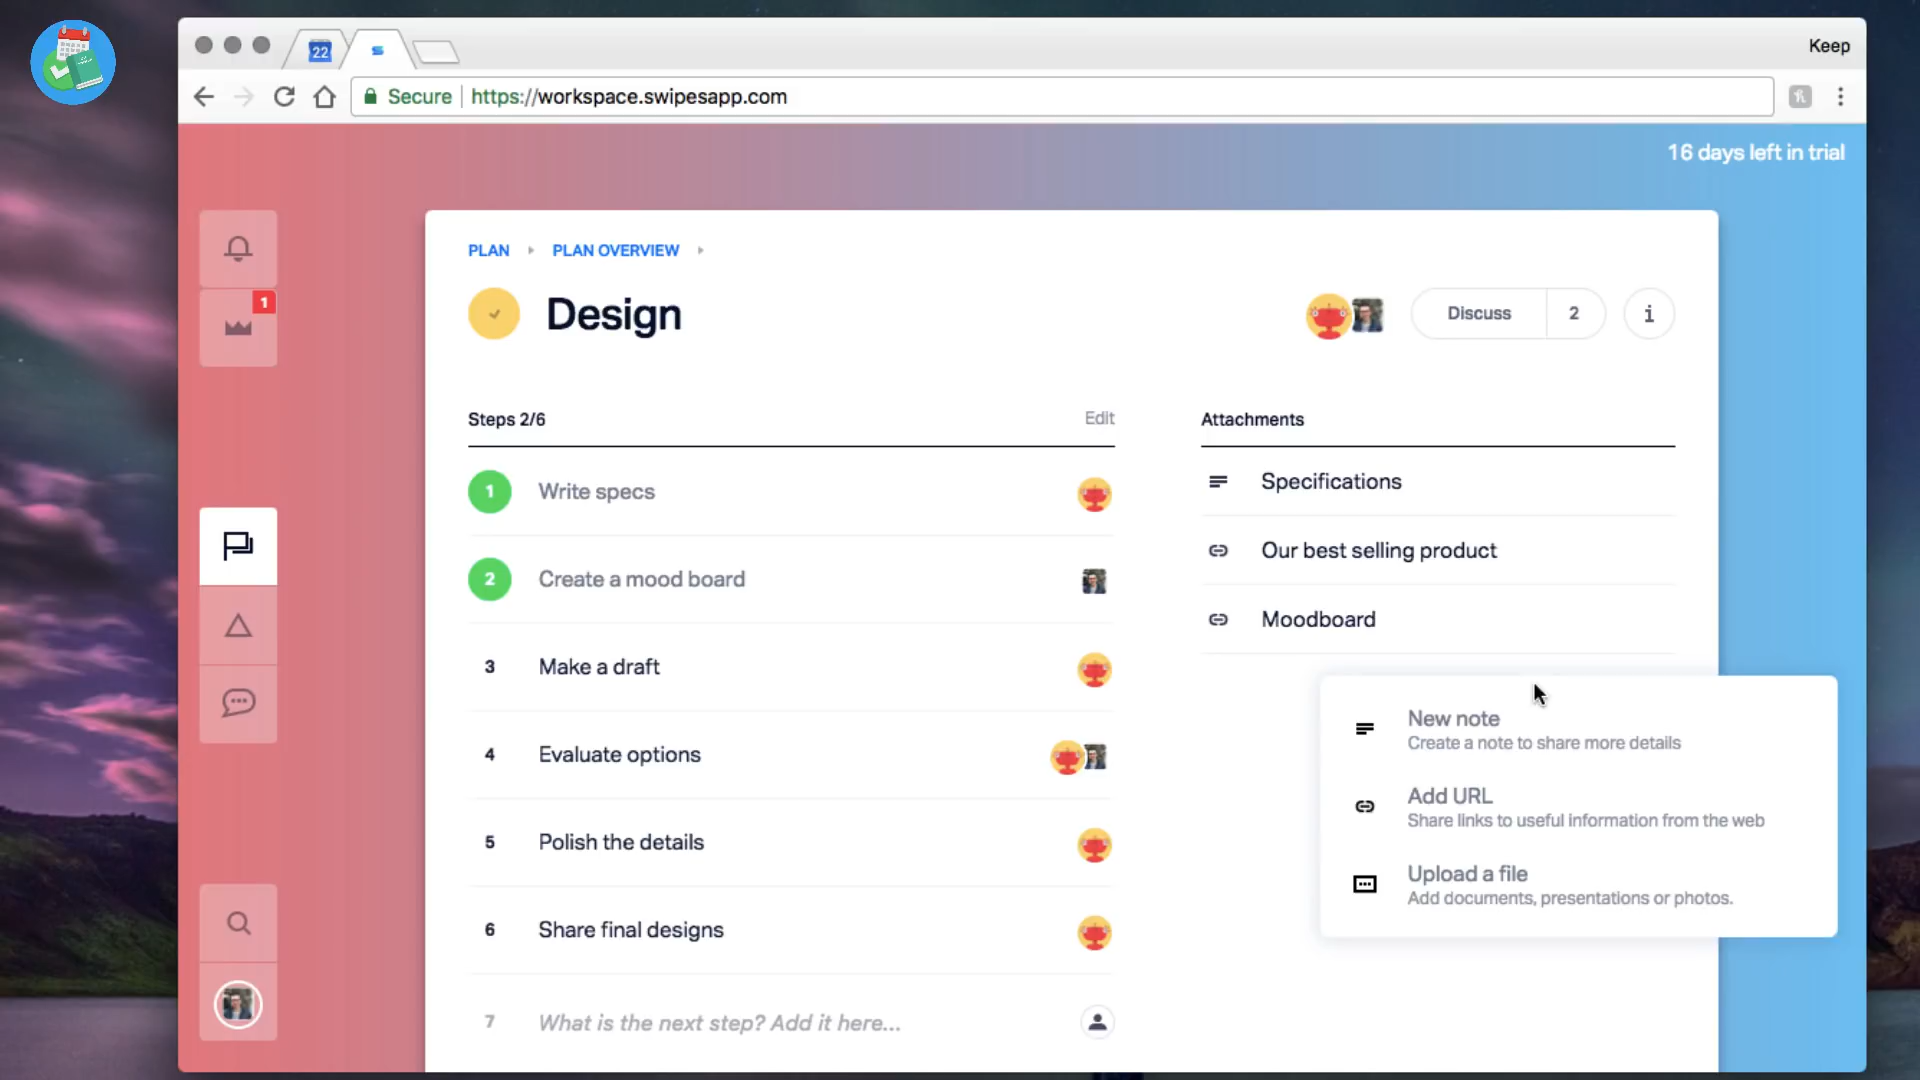 22
Keep
Secure
https://workspace.swipesapp.com
16 days left in trial
1
PLAN
PLAN OVERVIEW
Design
Discuss
2
i
Steps 2/6
Edit
1
Write specs
2
Create a mood board
3
Make a draft
4
Evaluate options
5
Polish the details
6
Share final designs
7
What is the next step? Add it here...
Attachments
Specifications
Our best selling product
Moodboard
New note
Create a note to share more details
Add URL
Share links to useful information from the web
Upload a file
Add documents, presentations or photos.